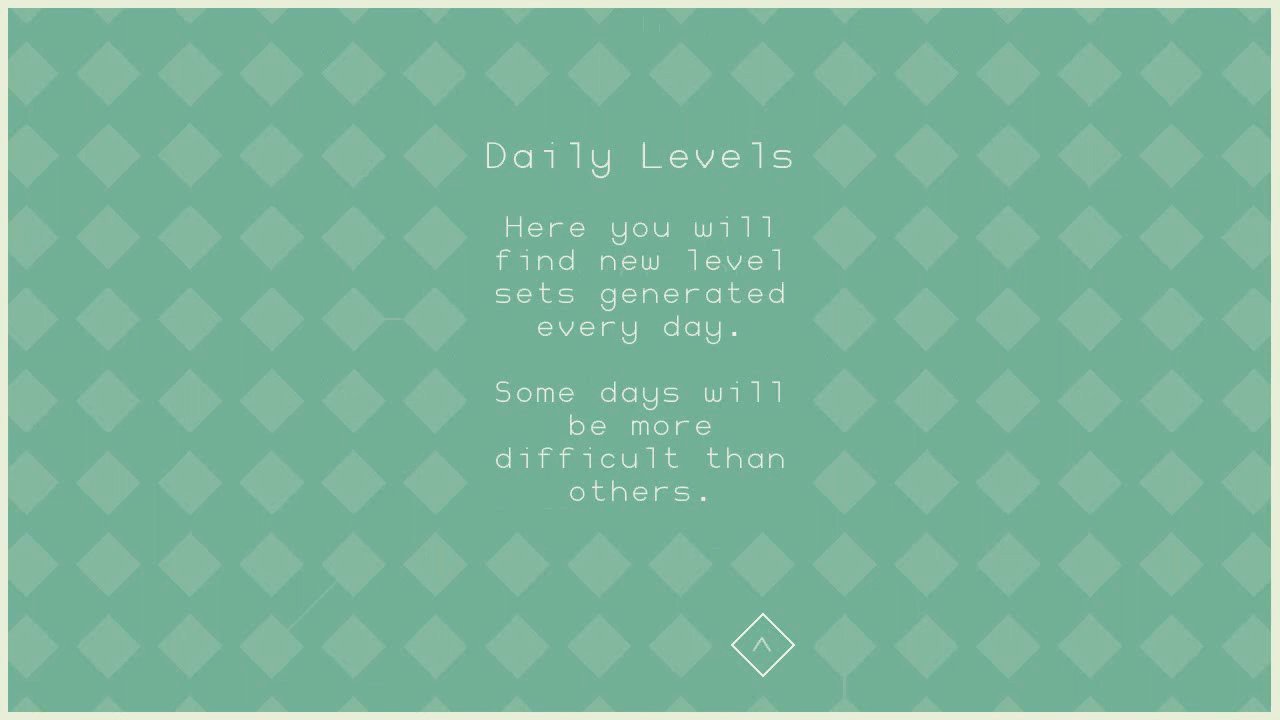 Daily Levels
Here you will
find new level
sets generated
every day.
Some days will
be more
difficult than
others.